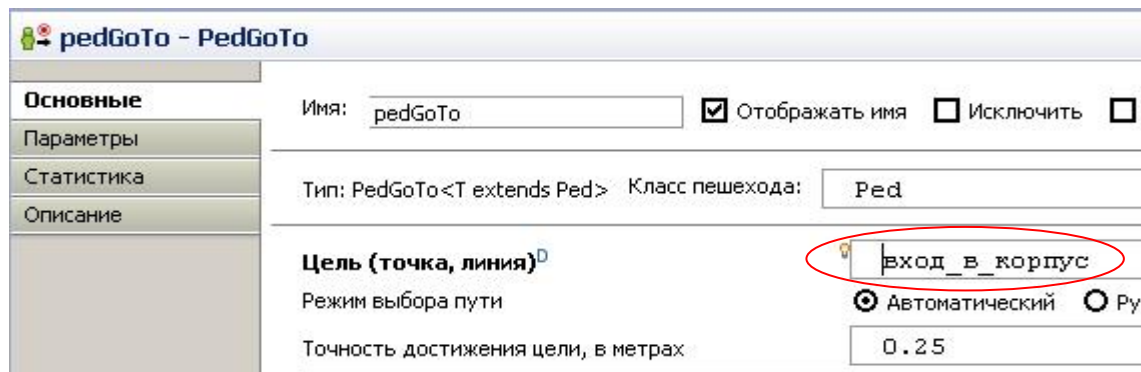 pedGoTo - PedGoTo
Основные
Параметры
Статистика
Описание
Имя: pedGoTo Отображать имя Исключить
Тип: PedGoTo<T extends Ped> Класс пешехода: Ped
Цель (точка, линия)D вход_в_корпус
Режим выбора пути Автоматический Ру
Точность достижения цели, в метрах 0.25